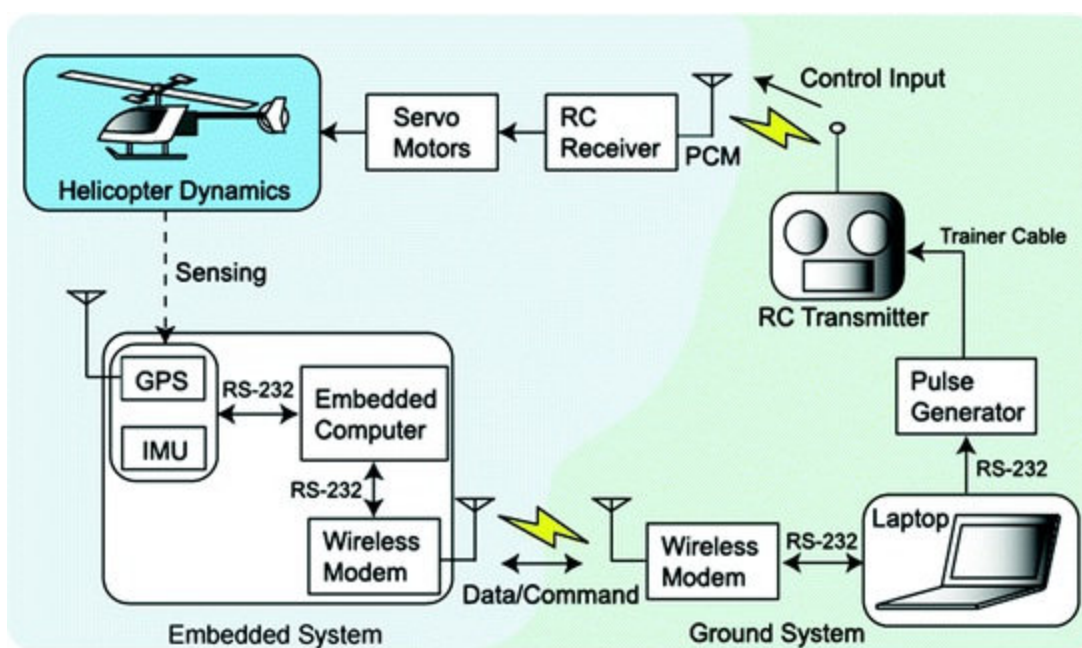 Control Input
Servo
Motors
RC
Receiver
PCM
Helicopter Dynamics
Trainer Cable
Sensing
RC Transmitter
GPS
RS-232
Embedded
Computer
Pulse
Generator
IMU
RS-232
RS-232
Laptop
Wireless
Modem
Wireless
Modem
RS-232
Data/Command
Embedded System
Ground System